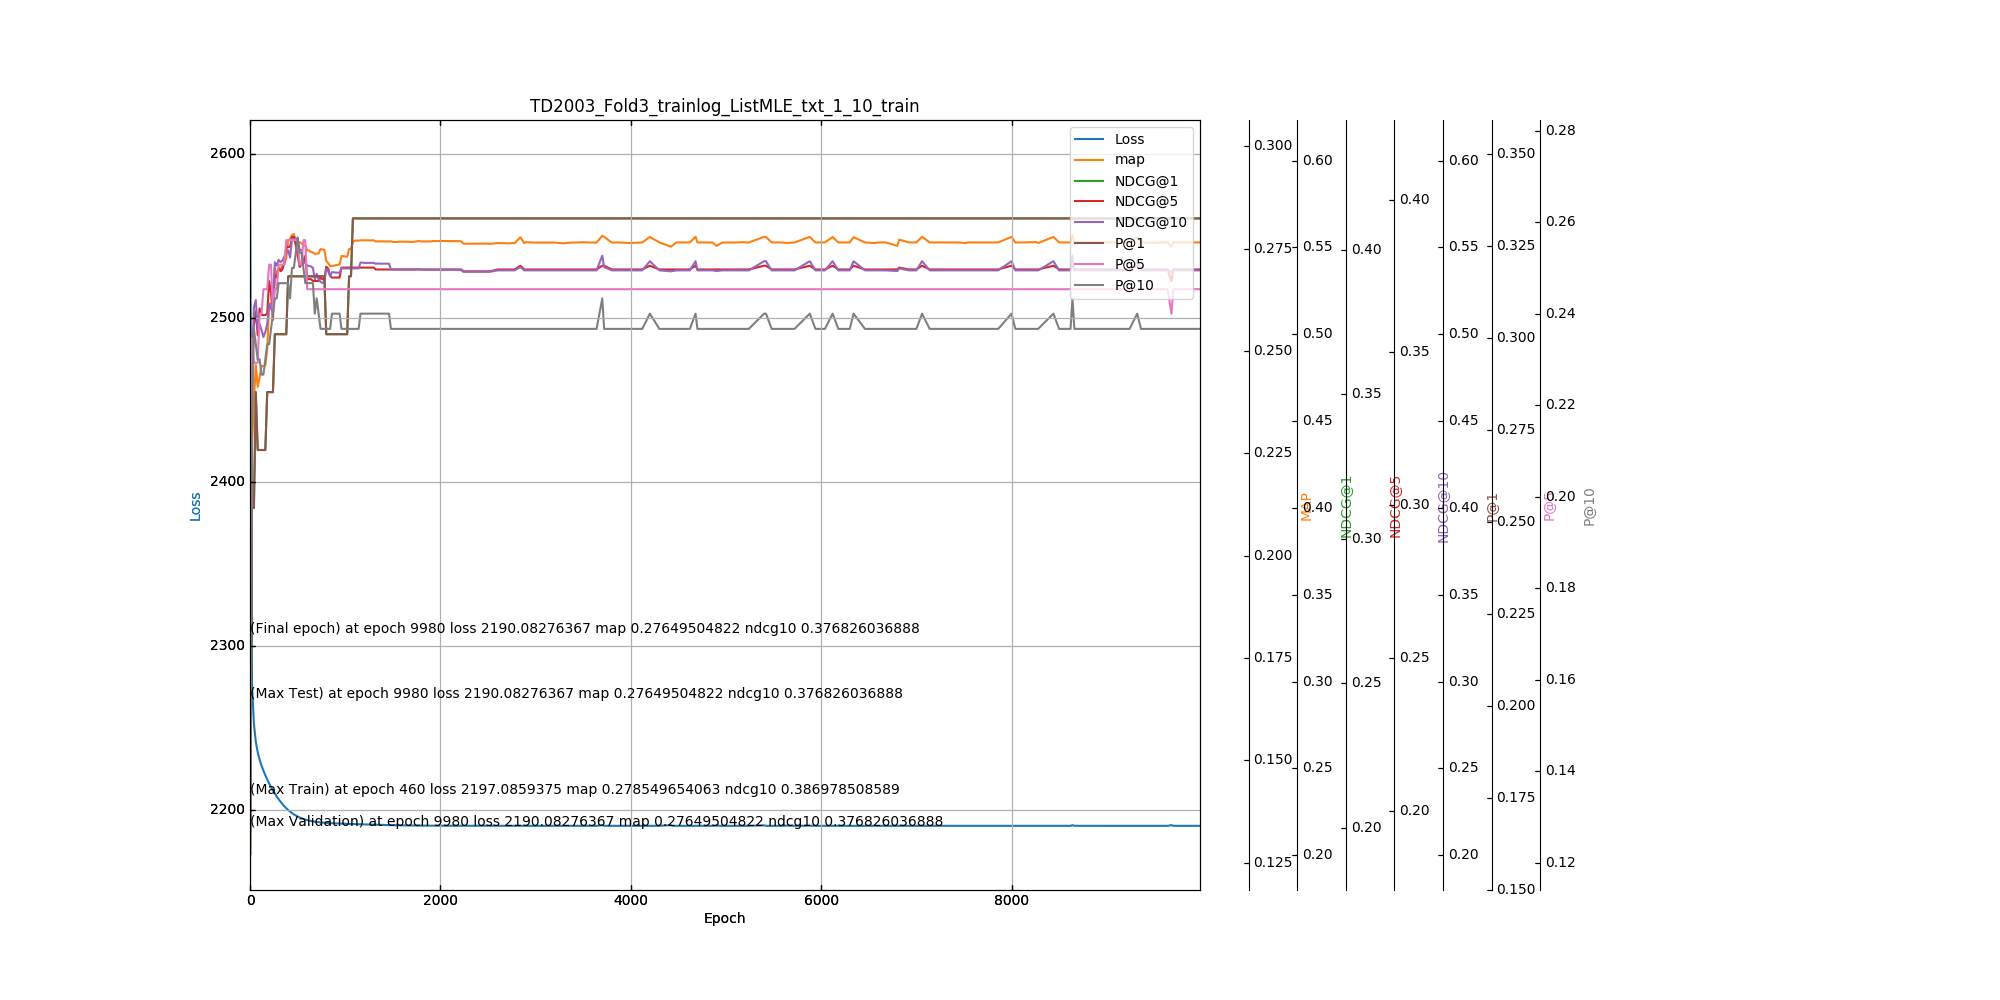 TD2003_Fold3_trainlog_ListMLE_txt_1_10_train
Loss
map
NDCG@1
NDCG@5
NDCG@10
P@1
P@5
P@10
2600
2500
2400
2300
2200
Loss
(Final epoch) at epoch 9980 loss 2190.08276367 map 0.27649504822 ndcg10 0.376826036888
(Max Test) at epoch 9980 loss 2190.08276367 map 0.27649504822 ndcg10 0.376826036888
(Max Train) at epoch 460 loss 2197.0859375 map 0.278549654063 ndcg10 0.386978508589
(Max Validation) at epoch 9980 loss 2190.08276367 map 0.27649504822 ndcg10 0.376826036888
0 2000 4000 6000 8000
Epoch
0.300
0.275
0.250
0.225
0.200
0.175
0.150
0.125
MAP
0.60
0.55
0.50
0.45
0.40
0.35
0.30
0.25
0.20
NDCG@1
0.40
0.35
0.30
0.25
0.20
NDCG@5
0.40
0.35
0.30
0.25
0.20
NDCG@10
0.60
0.55
0.50
0.45
0.40
0.35
0.30
0.25
0.20
P@1
0.350
0.325
0.300
0.275
0.250
0.225
0.200
0.175
0.150
P@5
0.28
0.26
0.24
0.22
0.20
0.18
0.16
0.14
0.12
P@10